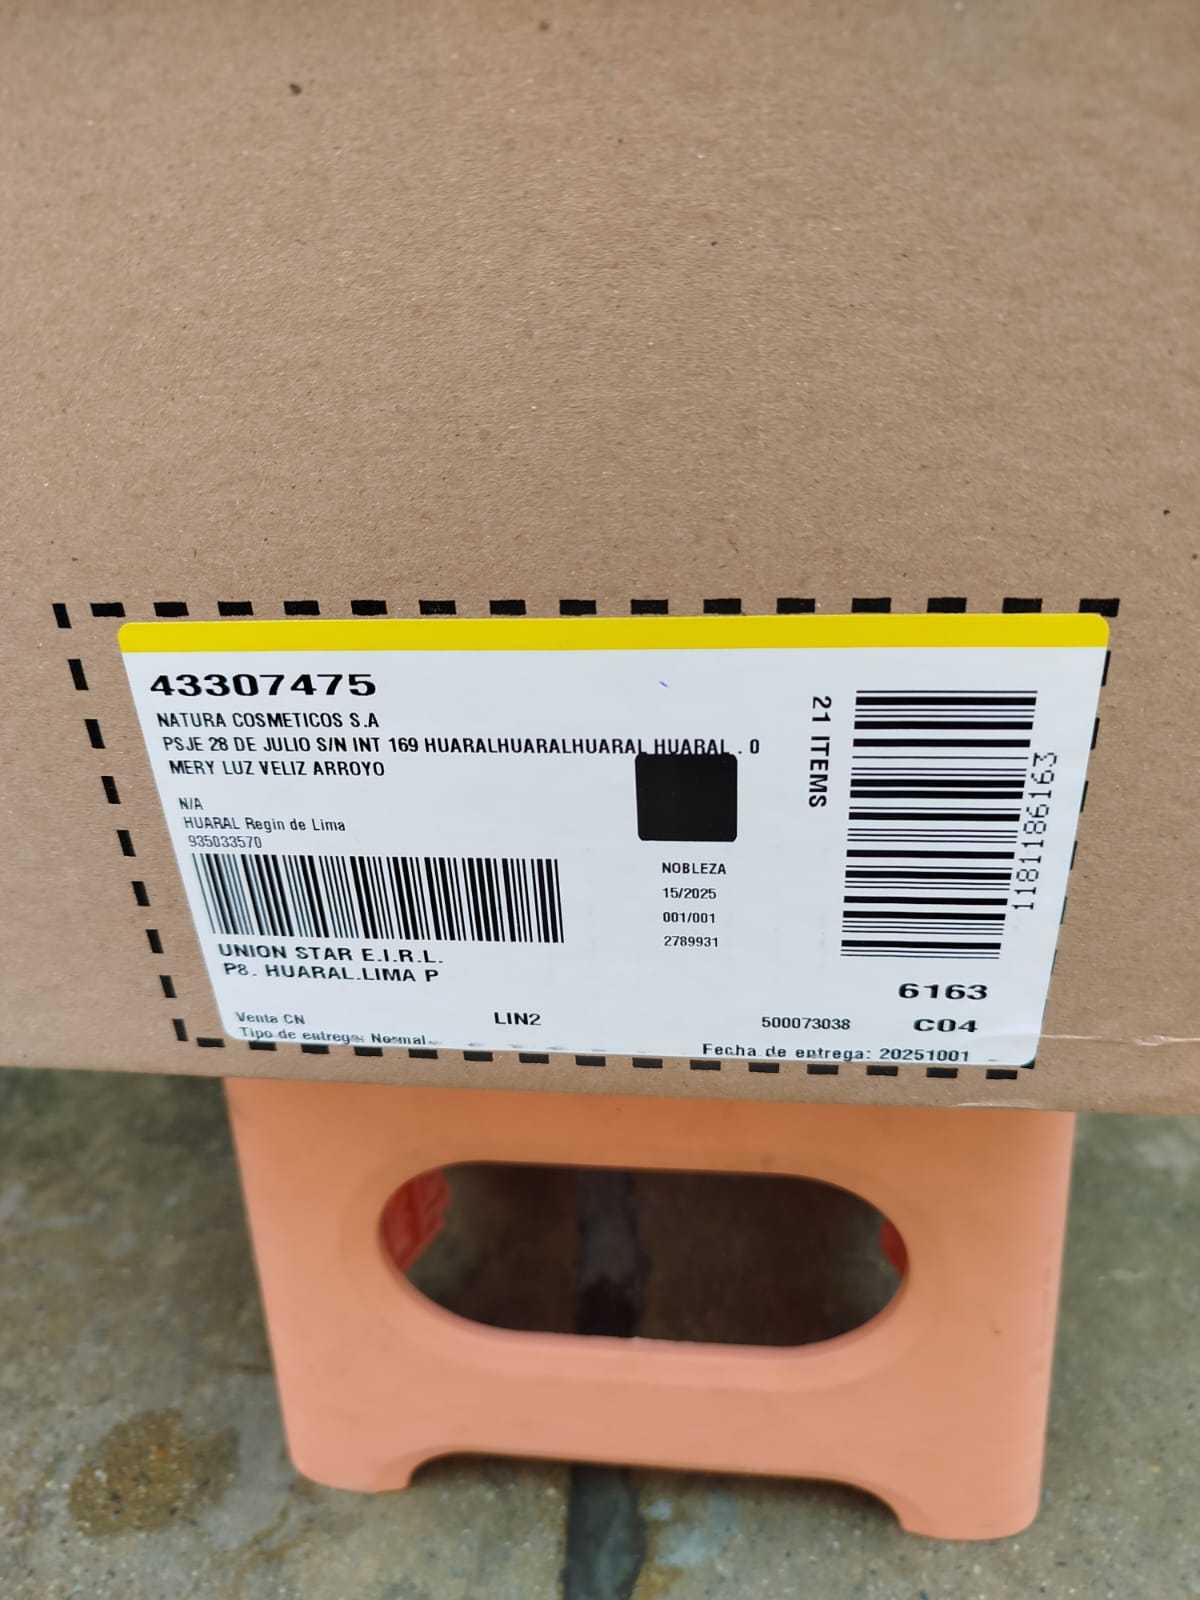 43307475
NATURA COSMETICOS S.A
PSJE 28 DE JULIO S/N INT 169 HUARALHUARALHUARAL HUARAL . 0
MERY LUZ VELIZ ARROYO
N/A
HUARAL Regin de Lima
935033570
UNION STAR E.I.R.L.
P8. HUARAL.LIMA P
Venta CN
Tipo de entrega: Normal
LIN2
NOBLEZA
15/2025
001/001
2789931
21 ITEMS
1181186163
6163
500073038
C04
Fecha de entrega: 20251001